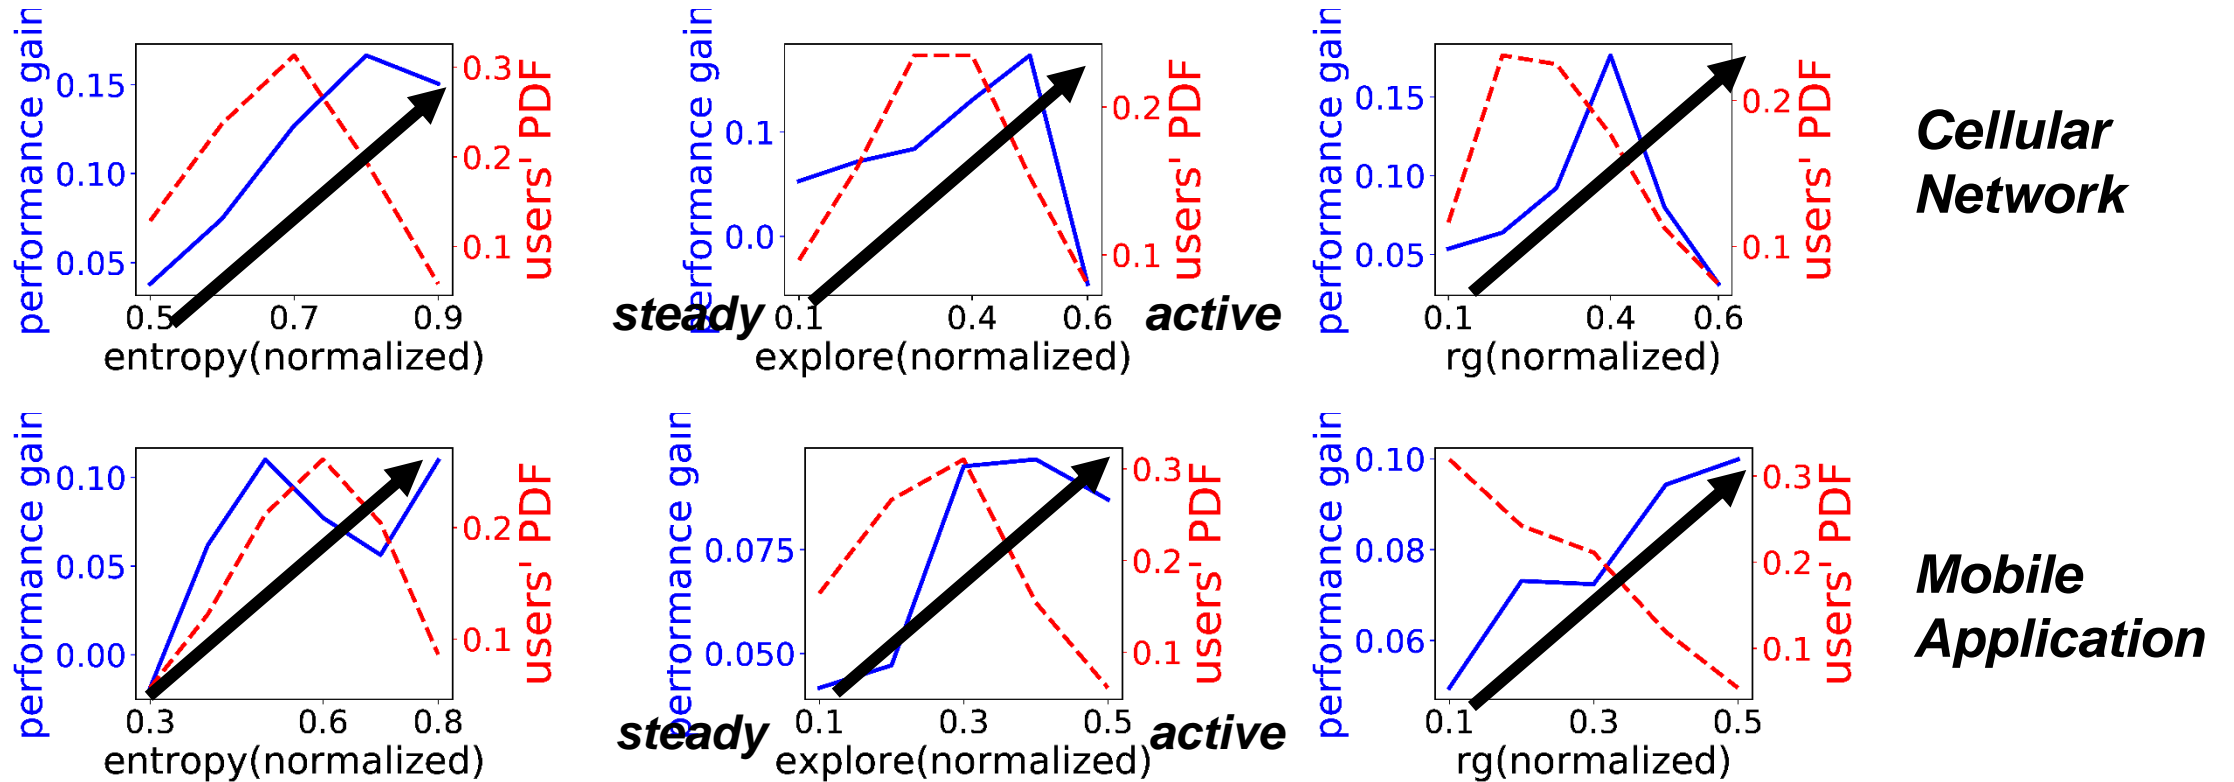 performance gain
0.15
0.10
0.05
0.5
0.7
0.9
entropy(normalized)
0.3
0.2
0.1
users' PDF
performance gain
0.1
0.0
0.1
0.4
0.6
explore(normalized)
0.2
0.1
users' PDF
steady
active
performance gain
0.15
0.10
0.05
0.1
0.4
0.6
rg(normalized)
0.2
0.1
users' PDF
Cellular
Network
performance gain
0.10
0.05
0.00
0.3
0.6
0.8
entropy(normalized)
0.2
0.1
users' PDF
performance gain
0.075
0.050
0.1
0.3
0.5
explore(normalized)
0.3
0.2
0.1
users' PDF
steady
active
performance gain
0.10
0.08
0.06
0.1
0.3
0.5
rg(normalized)
0.3
0.2
0.1
users' PDF
Mobile
Application